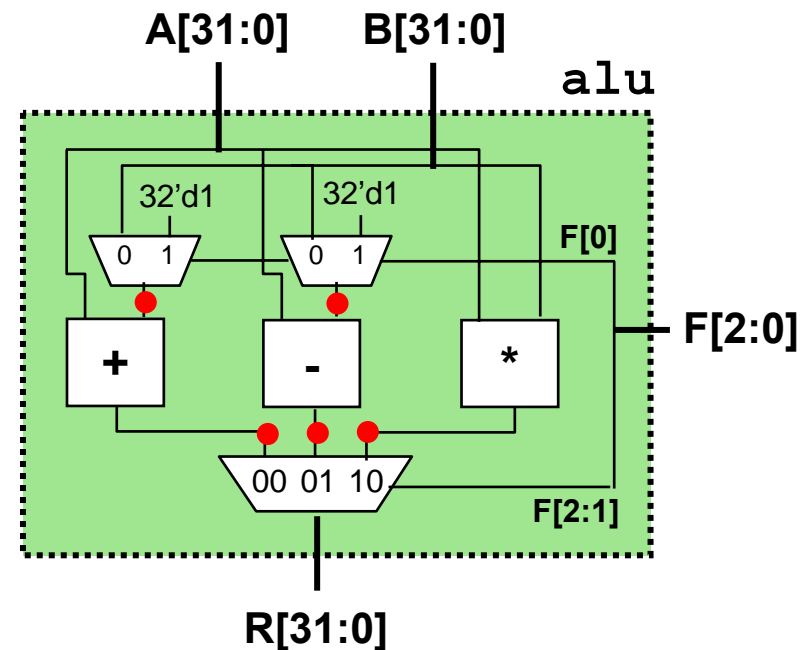 A[31:0] B[31:0]
alu
32'd1 32'd1
F[0]
0 1 0 1
F[2:0]
+ - *
00 01 10
F[2:1]
R[31:0]